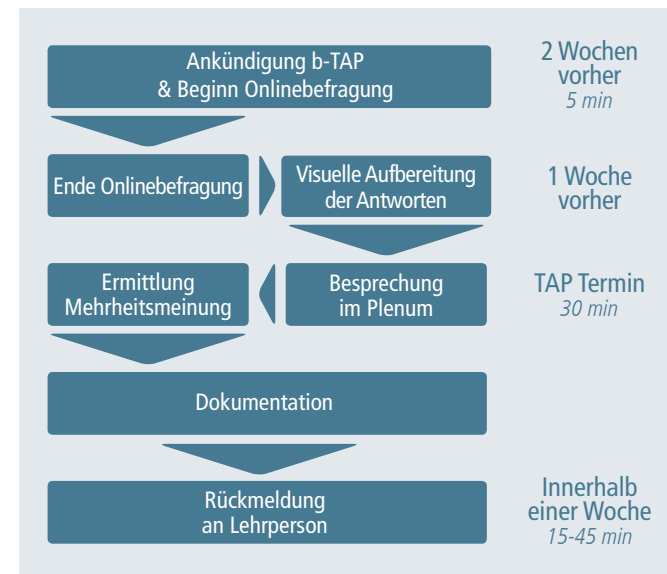 Ankündigung b-TAP
& Beginn Onlinebefragung
2 Wochen
vorher
5 min
Ende Onlinebefragung
Visuelle Aufbereitung
der Antworten
1 Woche
vorher
Besprechung
im Plenum
Ermittlung
Mehrheitsmeinung
TAP Termin
30 min
Dokumentation
Rückmeldung
an Lehrperson
Innerhalb
einer Woche
15-45 min